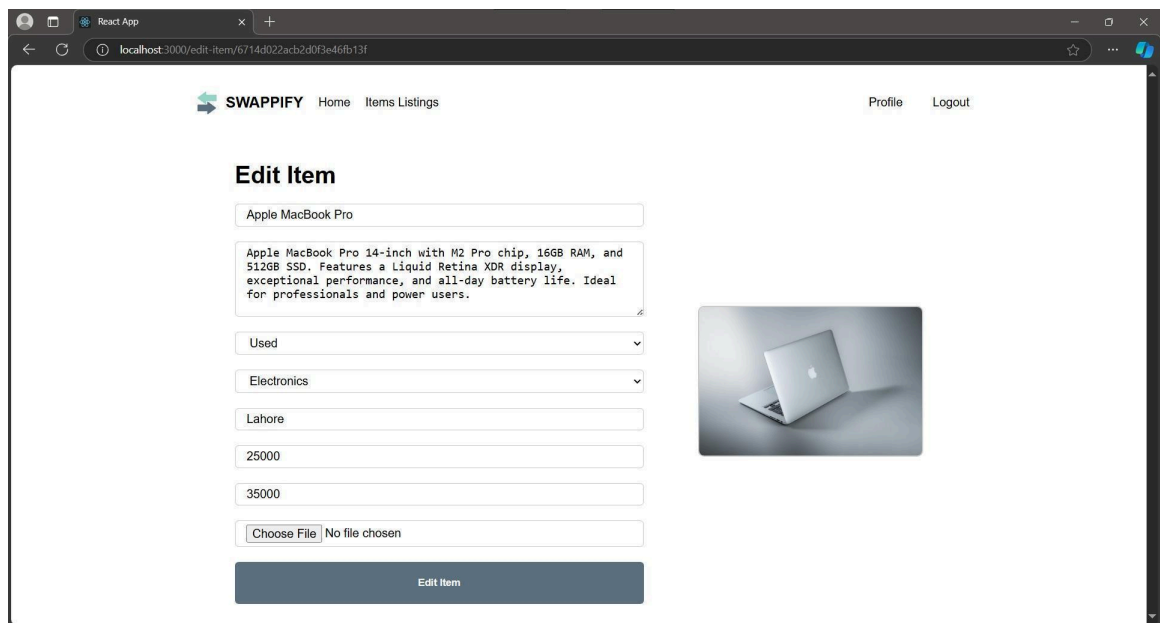 React App
localhost:3000/edit-item/6714d022acb2d0f3e46fb13f
SWAPPIFY Home Items Listings Profile Logout
Edit Item
Apple MacBook Pro
Apple MacBook Pro 14-inch with M2 Pro chip, 16GB RAM, and
512GB SSD. Features a Liquid Retina XDR display,
exceptional performance, and all-day battery life. Ideal
for professionals and power users.
Used
Electronics
Lahore
25000
35000
Choose File No file chosen
Edit Item